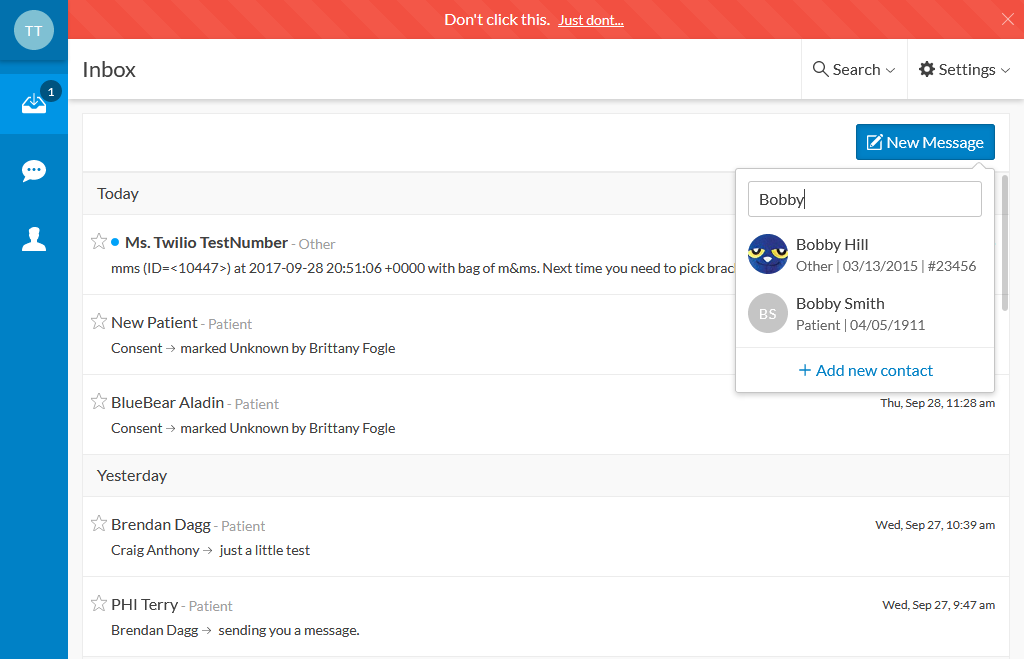 Don't click this. Just dont...
TT
Inbox
Search
Settings
1
New Message
Bobby
Bobby Hill
Other | 03/13/2015 | #23456
BS
Bobby Smith
Patient | 04/05/1911
+ Add new contact
Today
Ms. Twilio TestNumber - Other
mms (ID=<10447>) at 2017-09-28 20:51:06 +0000 with bag of m&ms. Next time you need to pick
New Patient - Patient
Consent → marked Unknown by Brittany Fogle
BlueBear Aladin - Patient
Thu, Sep 28, 11:28 am
Consent → marked Unknown by Brittany Fogle
Yesterday
Brendan Dagg - Patient
Wed, Sep 27, 10:39 am
Craig Anthony → just a little test
PHI Terry - Patient
Wed, Sep 27, 9:47 am
Brendan Dagg → sending you a message.